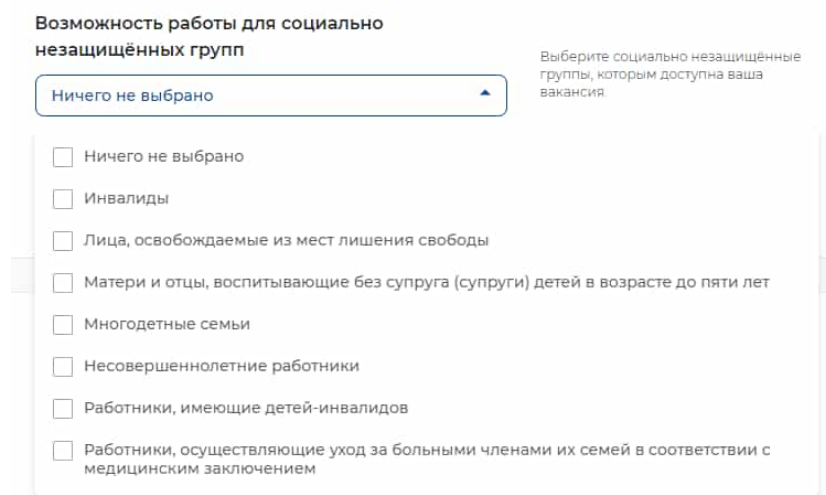 Возможность работы для социально
незащищённых групп
Выберите социально незащищённые
группы, которым доступна ваша
вакансия.
Ничего не выбрано
Ничего не выбрано
Инвалиды
Лица, освобождаемые из мест лишения свободы
Матери и отцы, воспитывающие без супруга (супруги) детей в возрасте до пяти лет
Многодетные семьи
Несовершеннолетние работники
Работники, имеющие детей-инвалидов
Работники, осуществляющие уход за больными членами их семей в соответствии с
медицинским заключением